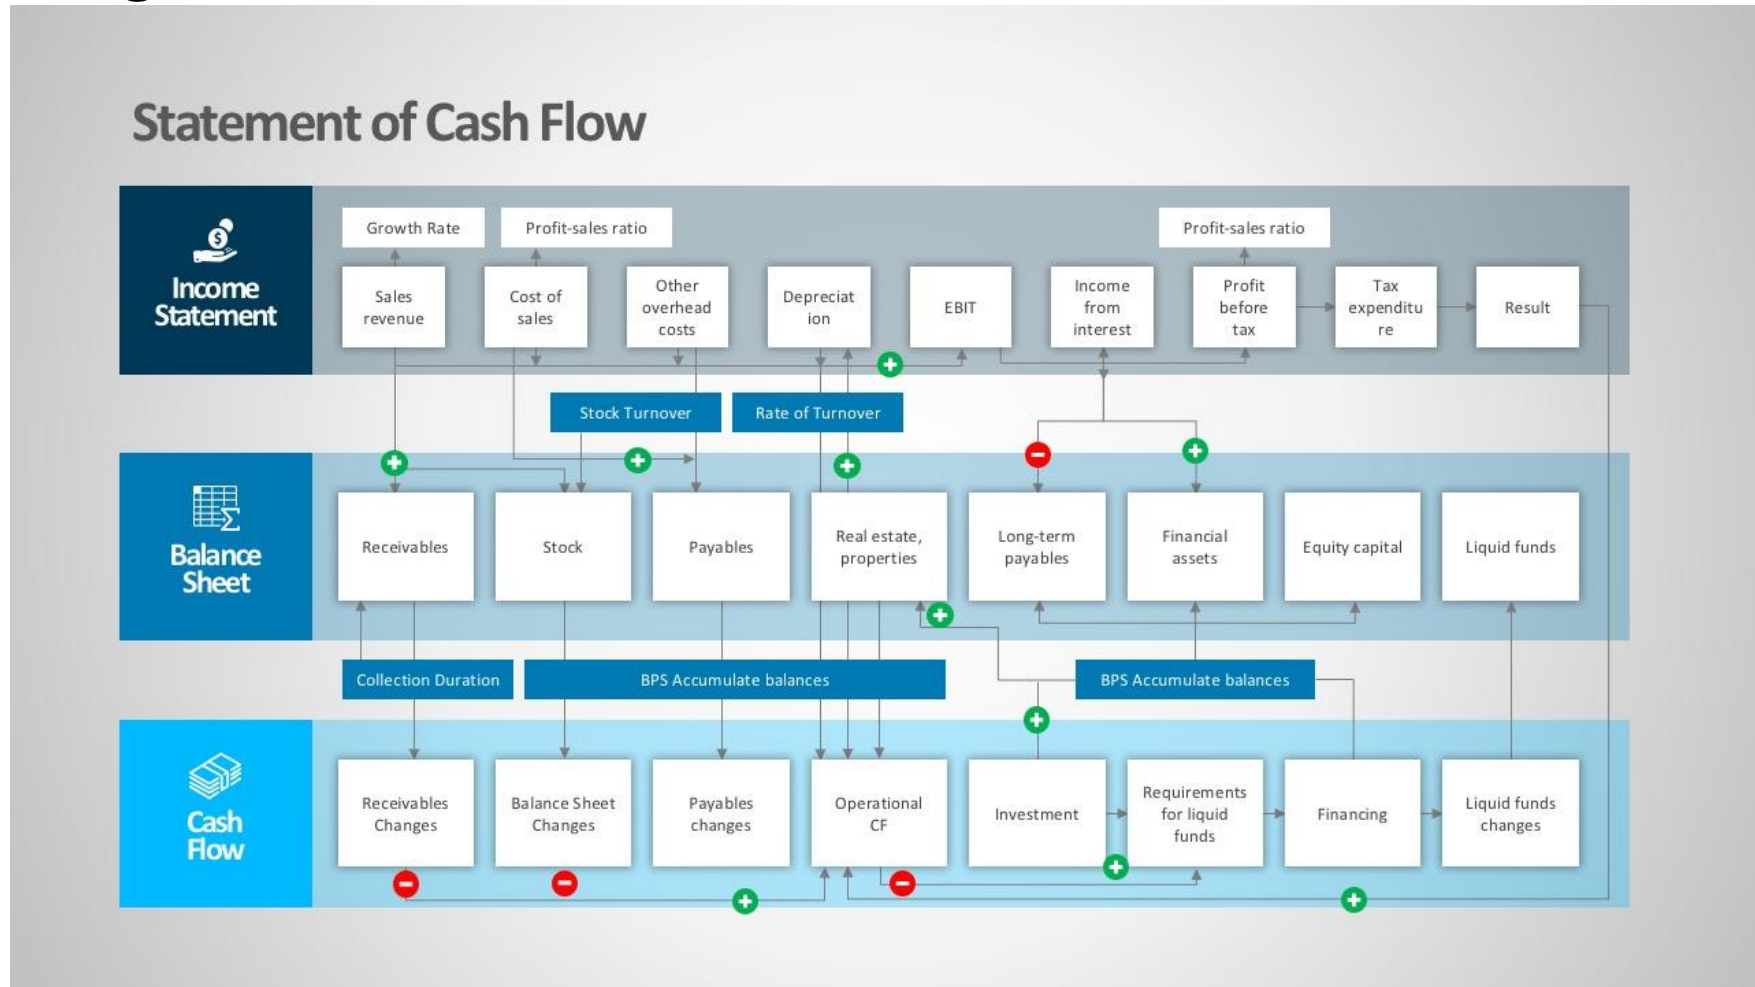 Statement of Cash Flow
Income
Statement
Growth Rate
Profit-sales ratio
Profit-sales ratio
Sales
revenue
Cost of
sales
Other
overhead
costs
Depreciat
ion
EBIT
Income
from
interest
Profit
before
tax
Tax
expenditu
re
Result
Stock Turnover
Rate of Turnover
Balance
Sheet
Receivables
Stock
Payables
Real estate,
properties
Long-term
payables
Financial
assets
Equity capital
Liquid funds
Collection Duration
BPS Accumulate balances
BPS Accumulate balances
Cash
Flow
Receivables
Changes
Balance Sheet
Changes
Payables
changes
Operational
CF
Investment
Requirements
for liquid
funds
Financing
Liquid funds
changes